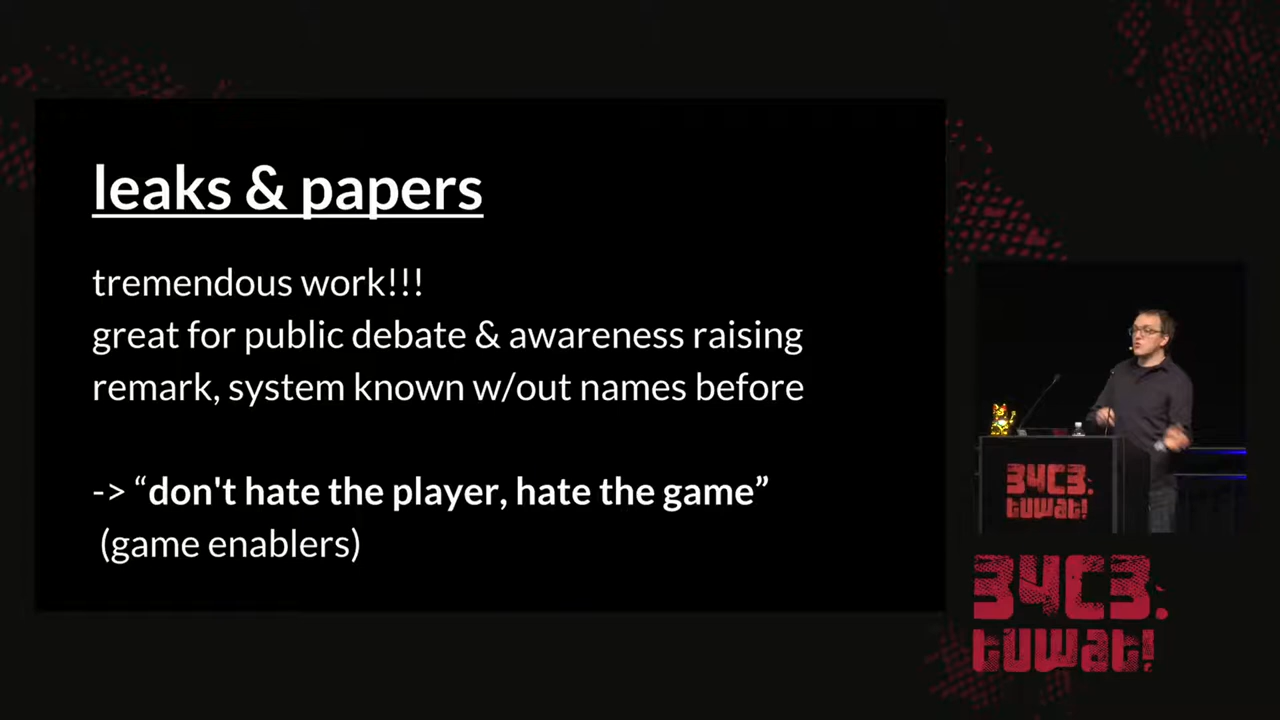 leaks & papers
tremendous work!!!
great for public debate & awareness raising
remark, system known w/out names before
-> “don't hate the player, hate the game”
(game enablers)
34C3.
tuwat!
34C3.
tuwat!